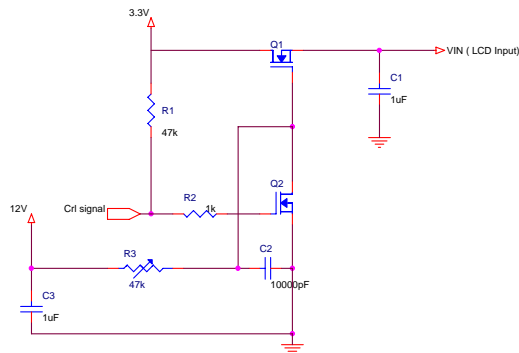 3.3V
Q1
VIN ( LCD Input)
C1
1uF
R1
47k
Q2
R2
1k
Crl signal
12V
R3
47k
C2
10000pF
C3
1uF